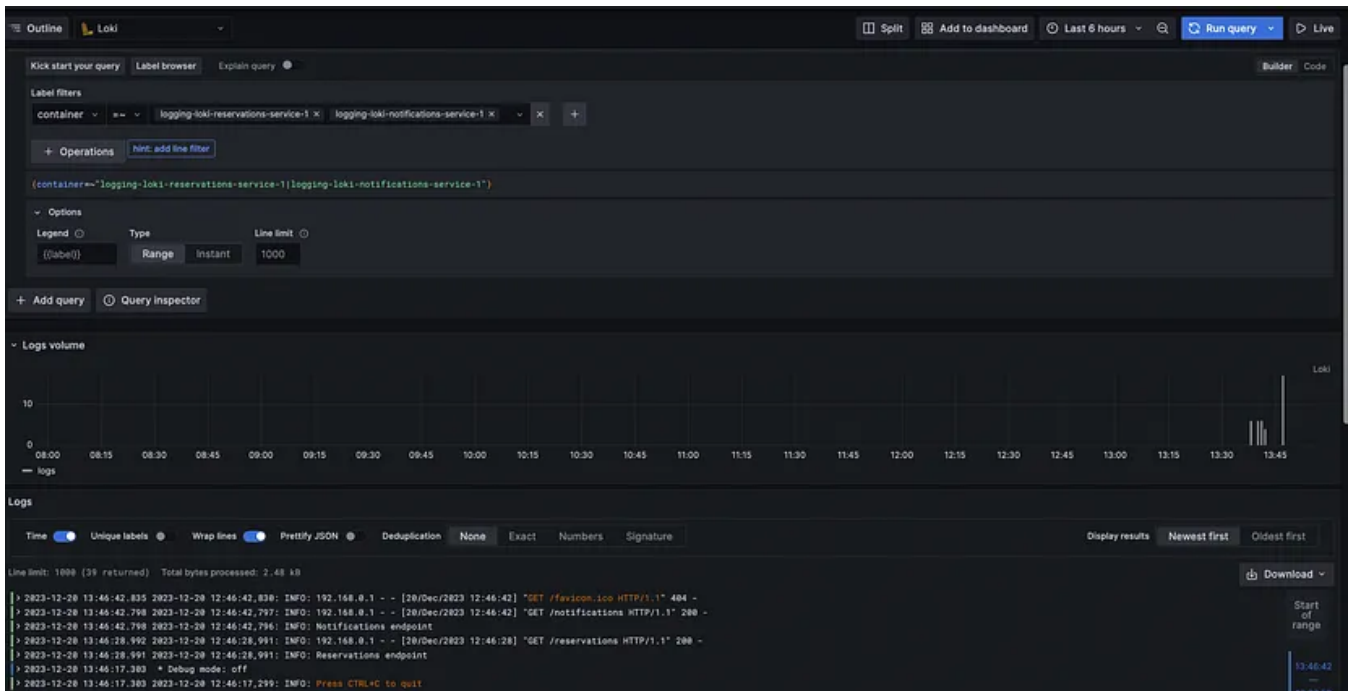 Outline Loki Split Add to dashboard Last 6 hours Run query Live
Kick start your query Label browser Explain query Builder Code
Label filters
container =~ logging-loki-reservations-service-1 × logging-loki-notifications-service-1 × × +
+ Operations hint: add line filter
{container=~"logging-loki-reservations-service-1|logging-loki-notifications-service-1"}
Options
Legend Type Line limit
{{label}} Range Instant 1000
+ Add query Query inspector
Logs volume
Loki
10
0
08:00 08:15 08:30 08:45 09:00 09:15 09:30 09:45 10:00 10:15 10:30 10:45 11:00 11:15 11:30 11:45 12:00 12:15 12:30 12:45 13:00 13:15 13:30 13:45
logs
Logs
Time Unique labels Wrap lines Prettify JSON Deduplication None Exact Numbers Signature Display results Newest first Oldest first
Line limit: 1000 (39 returned) Total bytes processed: 2.48 kB Download
> 2023-12-20 13:46:42.835 2023-12-20 12:46:42,830: INFO: 192.168.0.1 - - [20/Dec/2023 12:46:42] "GET /favicon.ico HTTP/1.1" 404 -
> 2023-12-20 13:46:42.798 2023-12-20 12:46:42,797: INFO: 192.168.0.1 - - [20/Dec/2023 12:46:42] "GET /notifications HTTP/1.1" 200 -
> 2023-12-20 13:46:42.798 2023-12-20 12:46:42,796: INFO: Notifications endpoint
> 2023-12-20 13:46:28.992 2023-12-20 12:46:28,991: INFO: 192.168.0.1 - - [20/Dec/2023 12:46:28] "GET /reservations HTTP/1.1" 200 -
> 2023-12-20 13:46:28.991 2023-12-20 12:46:28,991: INFO: Reservations endpoint
> 2023-12-20 13:46:17.303 * Debug mode: off
> 2023-12-20 13:46:17.303 2023-12-20 12:46:17,299: INFO: Press CTRL+C to quit
Start
of
range
13:46:42
—